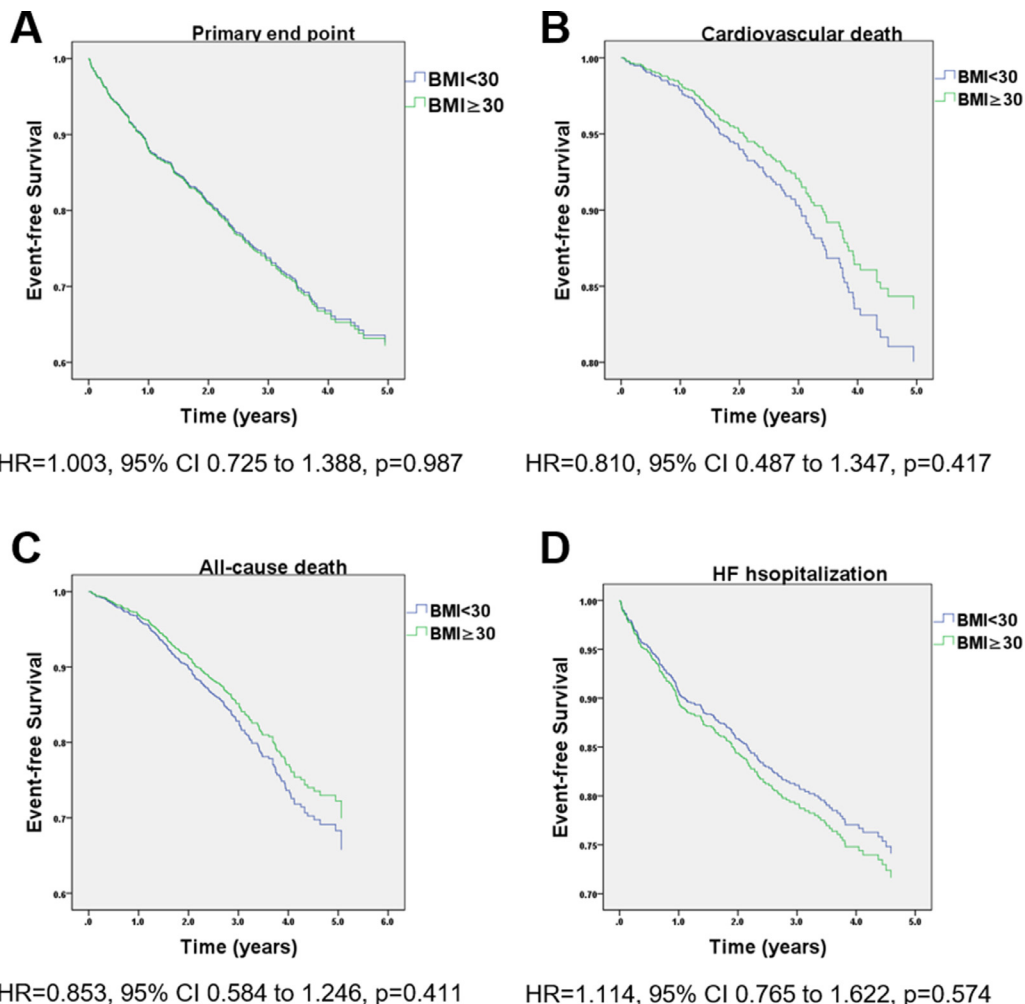 A
Primary end point
Event-free Survival
1.0
0.9
0.8
0.7
0.6
.0 1.0 2.0 3.0 4.0 5.0
Time (years)
BMI<30
BMI≥30
HR=1.003, 95% CI 0.725 to 1.388, p=0.987
B
Cardiovascular death
Event-free Survival
1.00
0.95
0.90
0.85
0.80
.0 1.0 2.0 3.0 4.0 5.0
Time (years)
BMI<30
BMI≥30
HR=0.810, 95% CI 0.487 to 1.347, p=0.417
C
All-cause death
Event-free Survival
1.0
0.9
0.8
0.7
0.6
.0 1.0 2.0 3.0 4.0 5.0 6.0
Time (years)
BMI<30
BMI≥30
HR=0.853, 95% CI 0.584 to 1.246, p=0.411
D
HF hsopitalization
Event-free Survival
1.00
0.95
0.90
0.85
0.80
0.75
0.70
.0 1.0 2.0 3.0 4.0 5.0
Time (years)
BMI<30
BMI≥30
HR=1.114, 95% CI 0.765 to 1.622, p=0.574